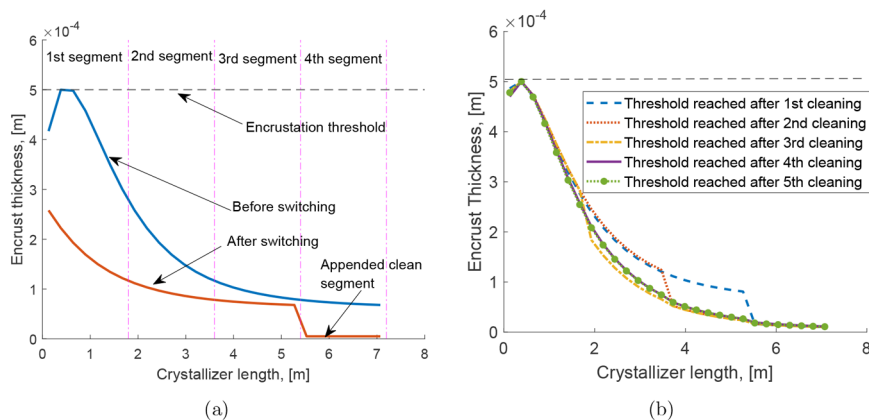 6 ×10⁻⁴
1st segment 2nd segment 3rd segment 4th segment
5
Encrustation threshold
4
Encrust thickness, [m]
3
Before switching
2
After switching
Appended clean
segment
1
0
0 1 2 3 4 5 6 7 8
Crystallizer length, [m]
(a)
6 ×10⁻⁴
5
Threshold reached after 1st cleaning
Threshold reached after 2nd cleaning
Threshold reached after 3rd cleaning
Threshold reached after 4th cleaning
Threshold reached after 5th cleaning
4
Encrust Thickness, [m]
3
2
1
0
0 2 4 6 8
Crystallizer length, [m]
(b)